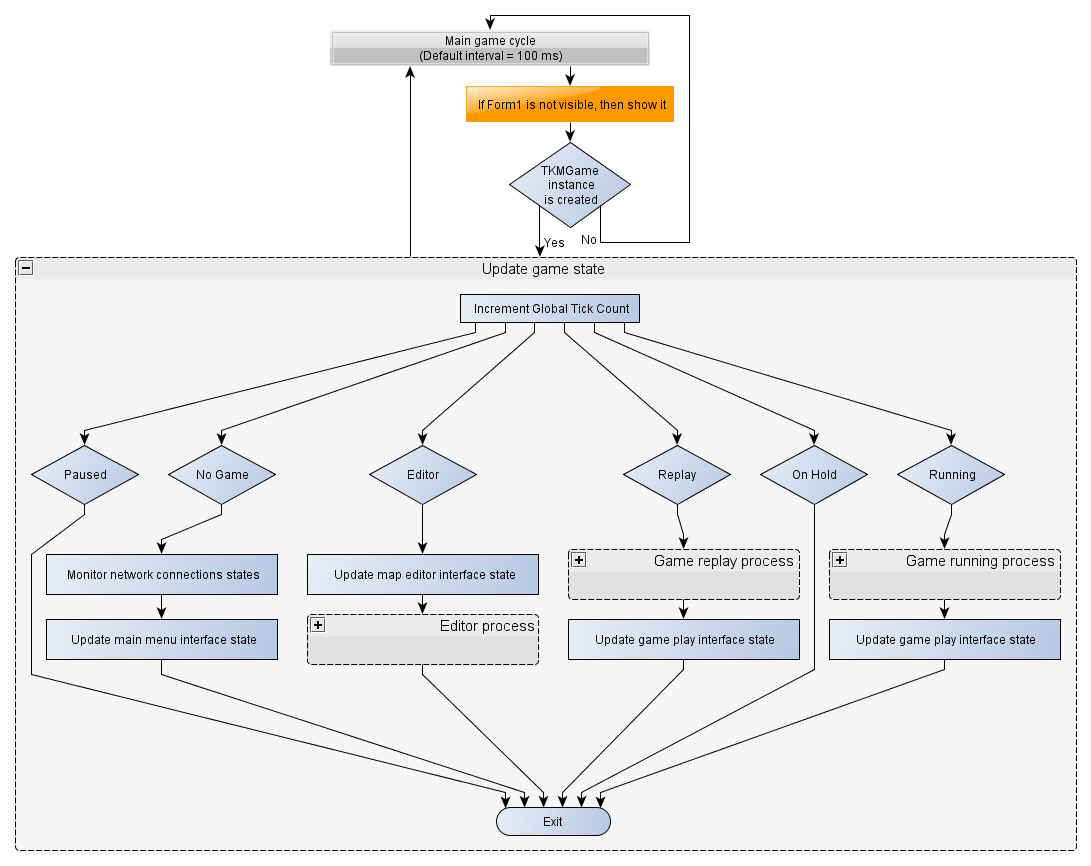 Main game cycle
(Default interval = 100 ms)
If Form1 is not visible, then show it
TKMGame
instance
is created
Yes
No
Update game state
Increment Global Tick Count
Paused
No Game
Editor
Replay
On Hold
Running
Monitor network connections states
Update map editor interface state
Game replay process
Game running process
Update main menu interface state
Editor process
Update game play interface state
Update game play interface state
Exit